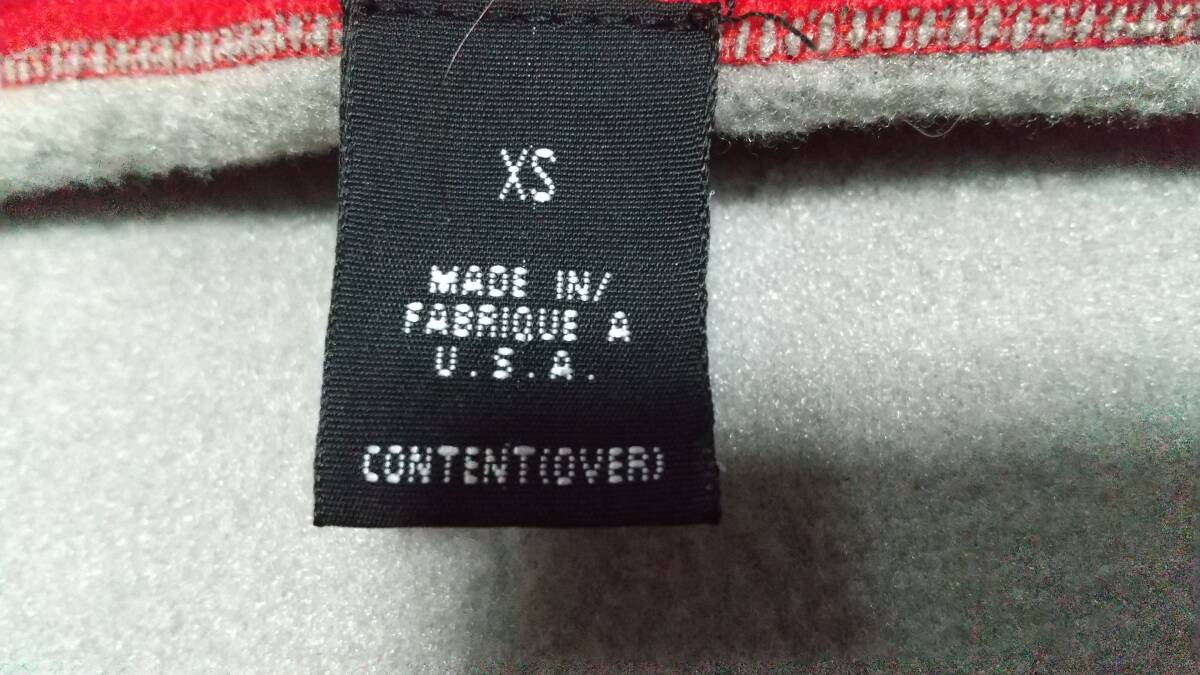 XS
MADE IN/
FABRIQUE A
U.S.A.
CONTENT(OVER)